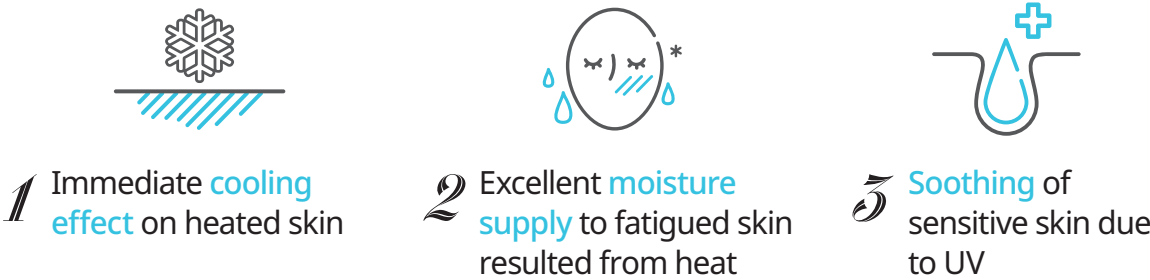 1 Immediate cooling
effect on heated skin
2 Excellent moisture
supply to fatigued skin
resulted from heat
3 Soothing of
sensitive skin due
to UV